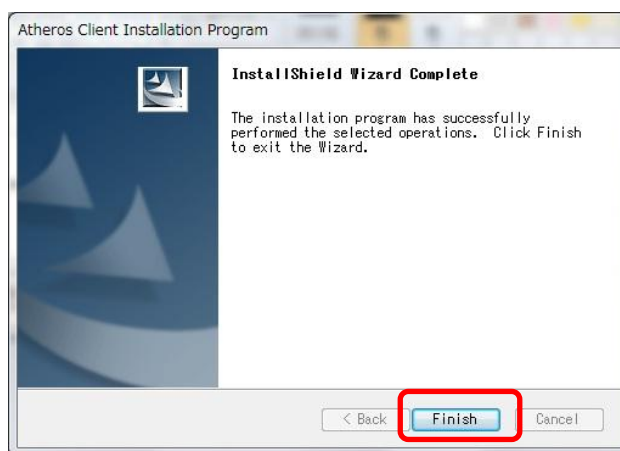 Atheros Client Installation Program
InstallShield Wizard Complete
The installation program has successfully
performed the selected operations.  Click Finish
to exit the Wizard.
< Back
Finish
Cancel